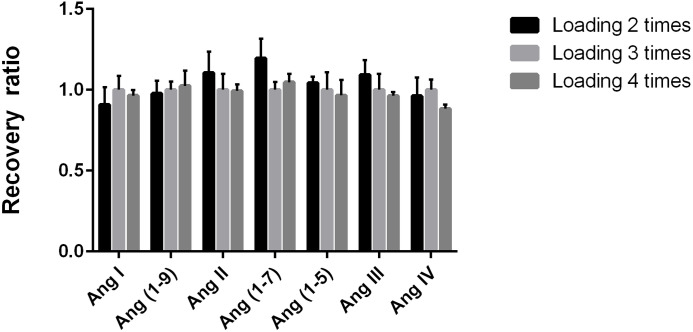 Recovery ratio
1.5
1.0
0.5
0.0
Ang I
Ang (1-9)
Ang II
Ang (1-7)
Ang (1-5)
Ang III
Ang IV
Loading 2 times
Loading 3 times
Loading 4 times